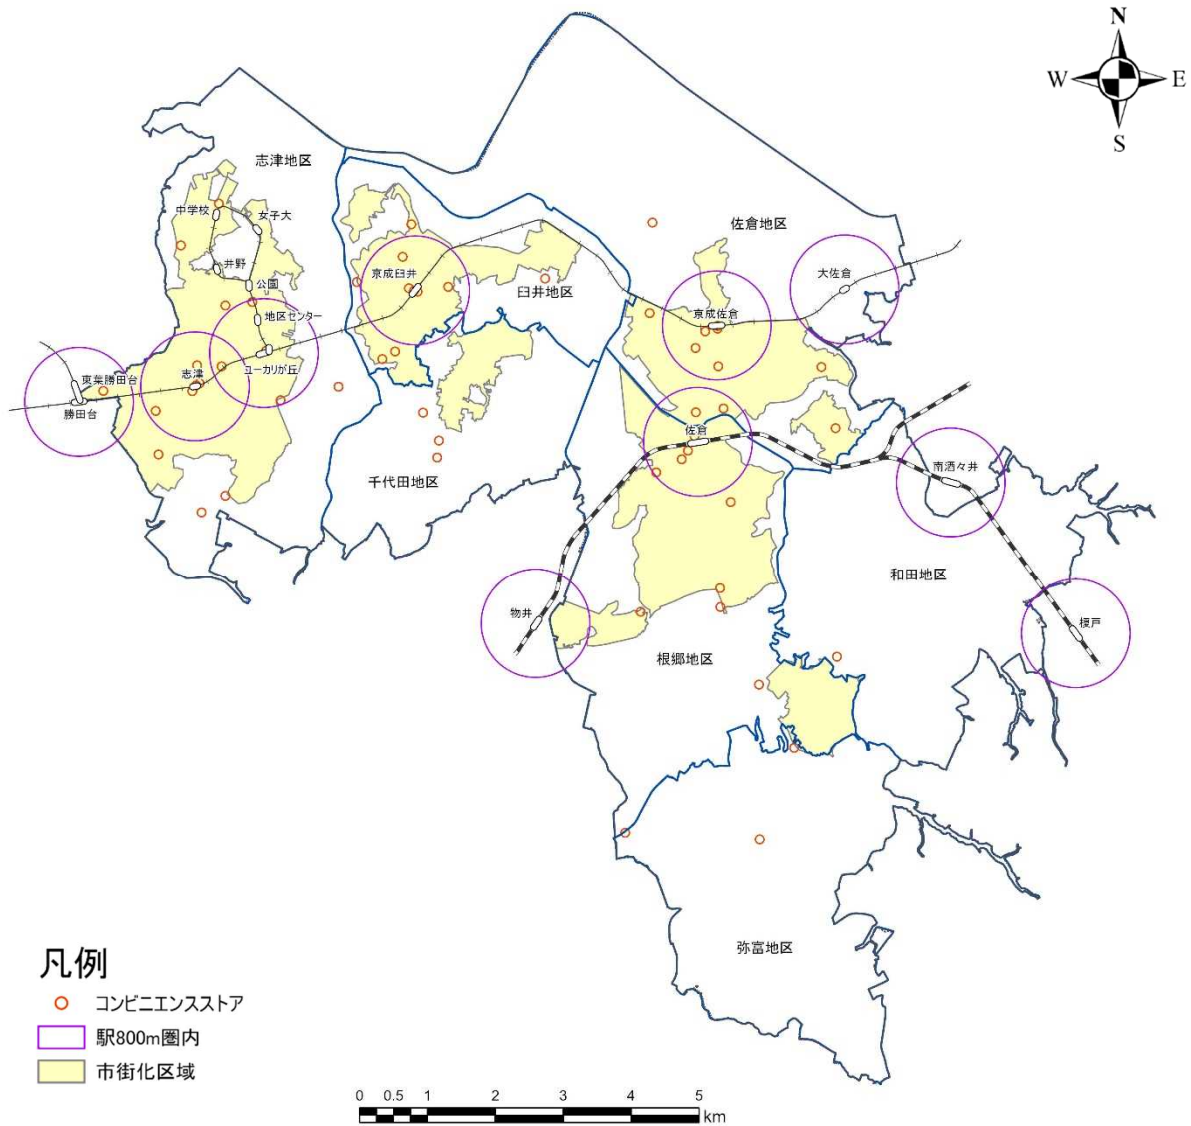 N
W
E
S
志津地区
中学校
女子大
佐倉地区
井野
公園
京成臼井
臼井地区
大佐倉
地区センター
京成佐倉
ユーカリが丘
志津
東葉勝田台
勝田台
佐倉
千代田地区
南酒々井
和田地区
物井
榎戸
根郷地区
弥富地区
凡例
コンビニエンスストア
駅800m圏内
市街化区域
0 0.5 1 2 3 4 5
km